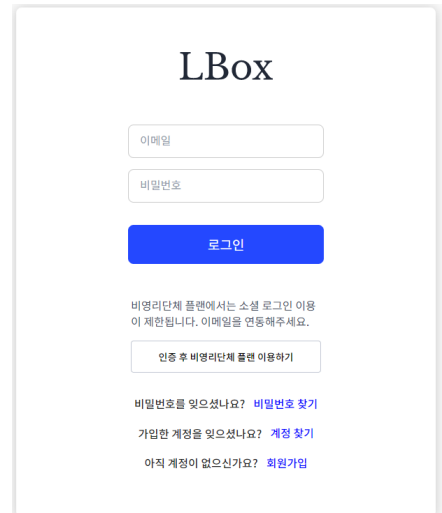 LBox
이메일
비밀번호
로그인
비영리단체 플랜에서는 소셜 로그인 이용
이 제한됩니다. 이메일을 연동해주세요.
인증 후 비영리단체 플랜 이용하기
비밀번호를 잊으셨나요? 비밀번호 찾기
가입한 계정을 잊으셨나요? 계정 찾기
아직 계정이 없으신가요? 회원가입